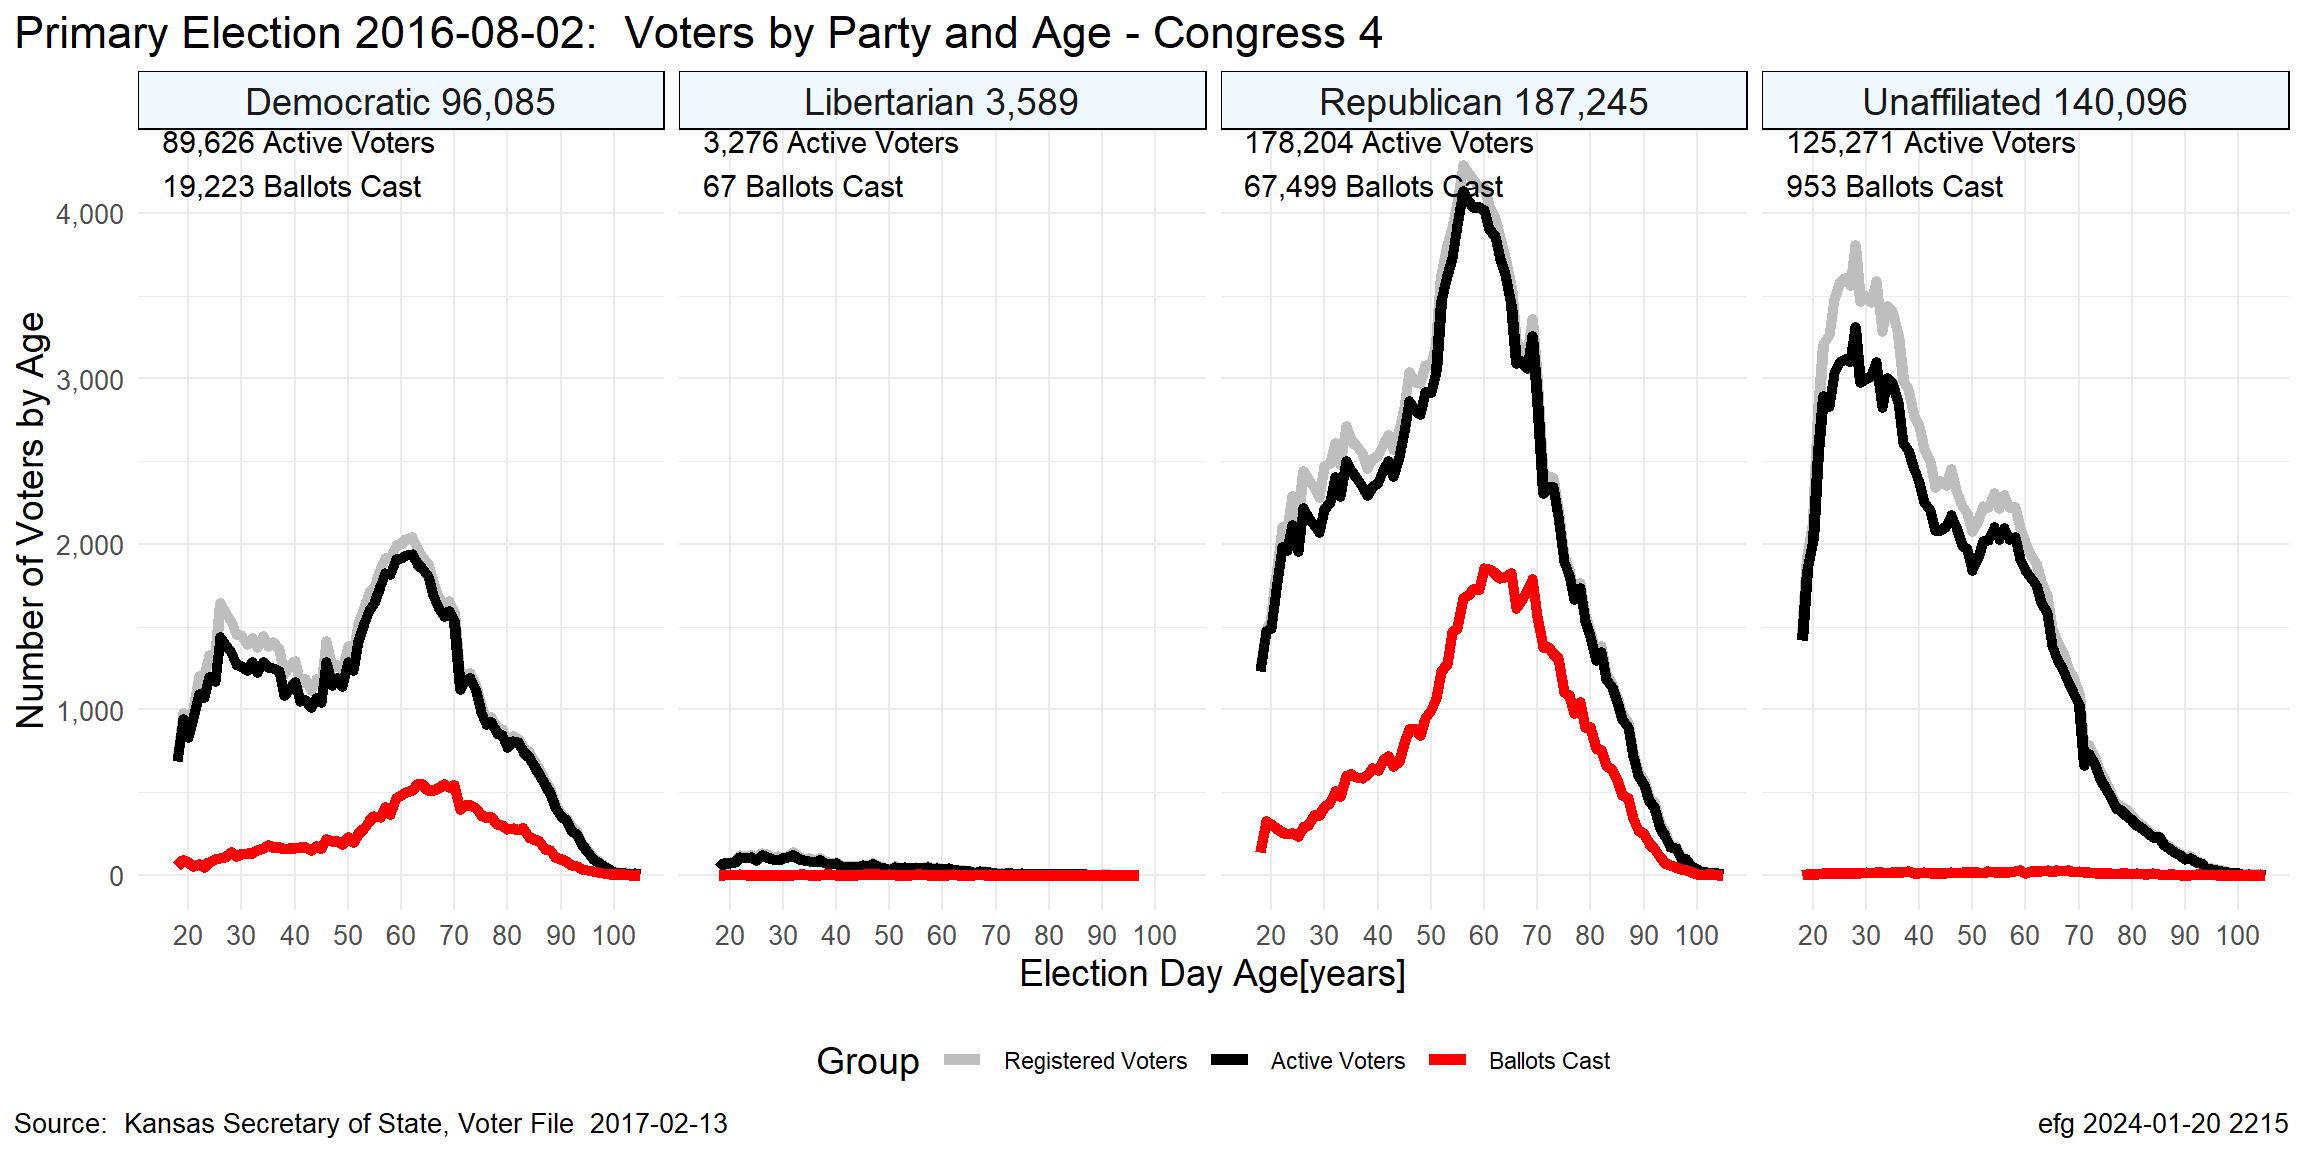 Primary Election 2016-08-02:  Voters by Party and Age - Congress 4
Democratic 96,085
Libertarian 3,589
Republican 187,245
Unaffiliated 140,096
89,626 Active Voters
19,223 Ballots Cast
3,276 Active Voters
67 Ballots Cast
178,204 Active Voters
67,499 Ballots Cast
125,271 Active Voters
953 Ballots Cast
Number of Voters by Age
4,000
3,000
2,000
1,000
0
20 30 40 50 60 70 80 90 100
20 30 40 50 60 70 80 90 100
20 30 40 50 60 70 80 90 100
20 30 40 50 60 70 80 90 100
Election Day Age[years]
Group Registered Voters Active Voters Ballots Cast
Source:  Kansas Secretary of State, Voter File  2017-02-13
efg 2024-01-20 2215